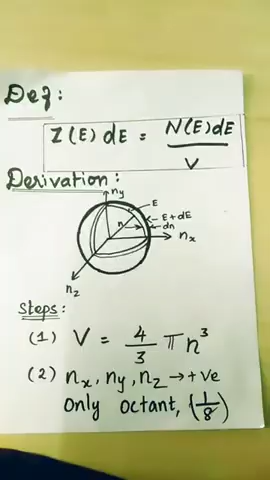 Def:
Z(E) dE = N(E)dE / V
Derivation:
ny
E
E + dE
n
dn
nx
nz
Steps:
(1) V = 4/3 π n³
(2) nx, ny, nz → +ve
only octant, (1/8)